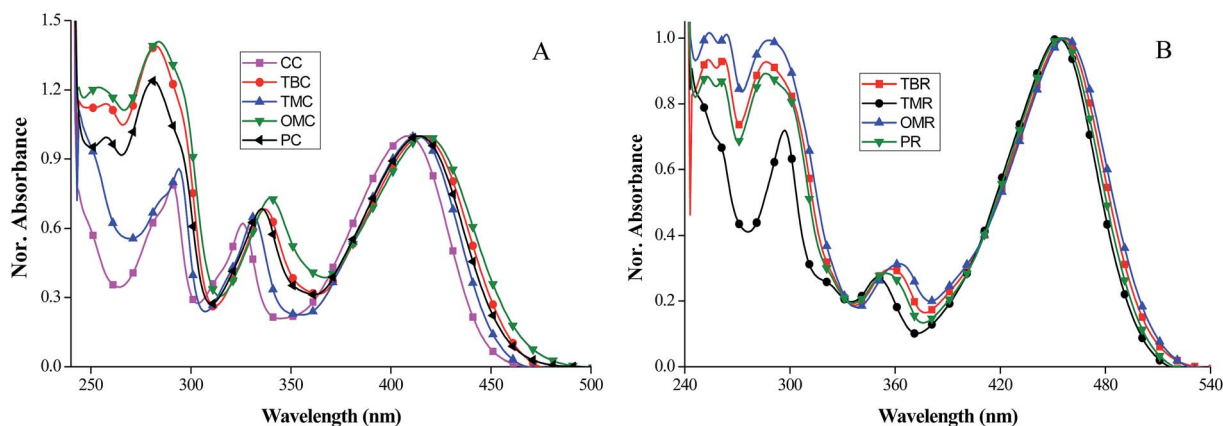 A
Nor. Absorbance
1.5
1.2
0.9
0.6
0.3
0.0
CC
TBC
TMC
OMC
PC
250 300 350 400 450 500
Wavelength (nm)
B
Nor. Absorbance
1.0
0.8
0.6
0.4
0.2
0.0
TBR
TMR
OMR
PR
240 300 360 420 480 540
Wavelength (nm)